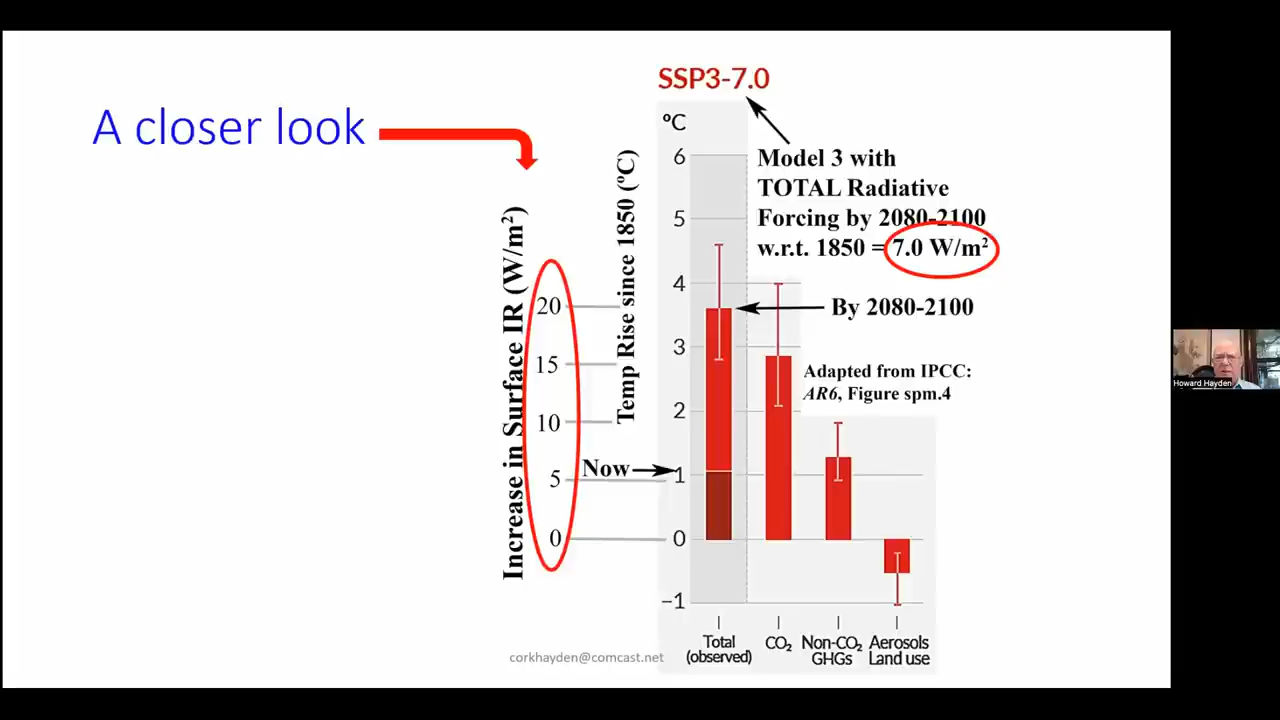 SSP3-7.0
A closer look
Model 3 with
TOTAL Radiative
Forcing by 2080-2100
w.r.t. 1850 = 7.0 W/m²
Increase in Surface IR (W/m²)
20
15
10
5
0
Temp Rise since 1850 (ºC)
Now
ºC
6
5
4
3
2
1
0
–1
By 2080-2100
Adapted from IPCC:
AR6, Figure spm.4
Total
(observed)
CO₂
Non-CO₂
GHGs
Aerosols
Land use
corkhayden@comcast.net
Howard Hayden